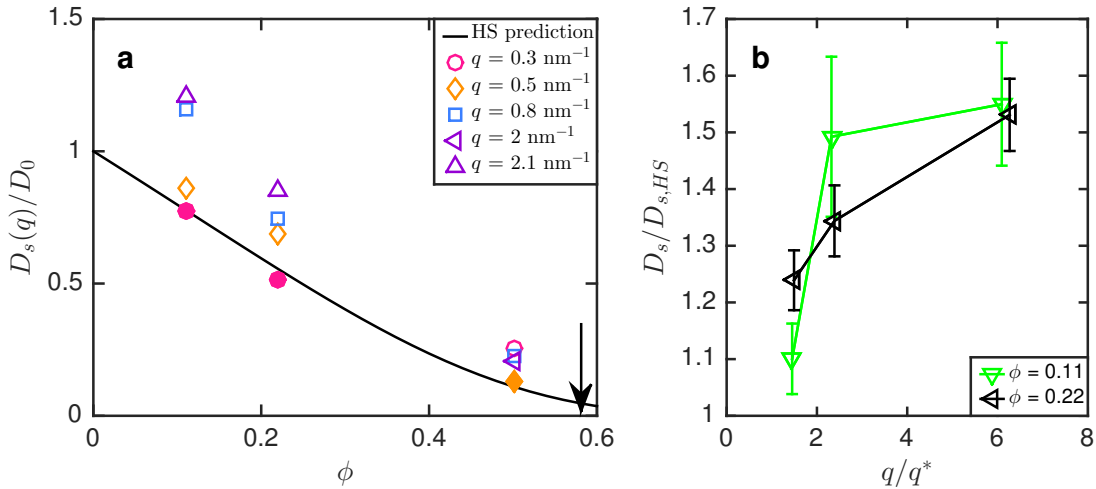 a
1.5
1
0.5
0
0
0.2
0.4
0.6
D_s(q)/D_0
ϕ
HS prediction
q = 0.3 nm⁻¹
q = 0.5 nm⁻¹
q = 0.8 nm⁻¹
q = 2 nm⁻¹
q = 2.1 nm⁻¹
b
1.7
1.6
1.5
1.4
1.3
1.2
1.1
1
0
2
4
6
8
D_s/D_{s,HS}
q/q*
ϕ = 0.11
ϕ = 0.22